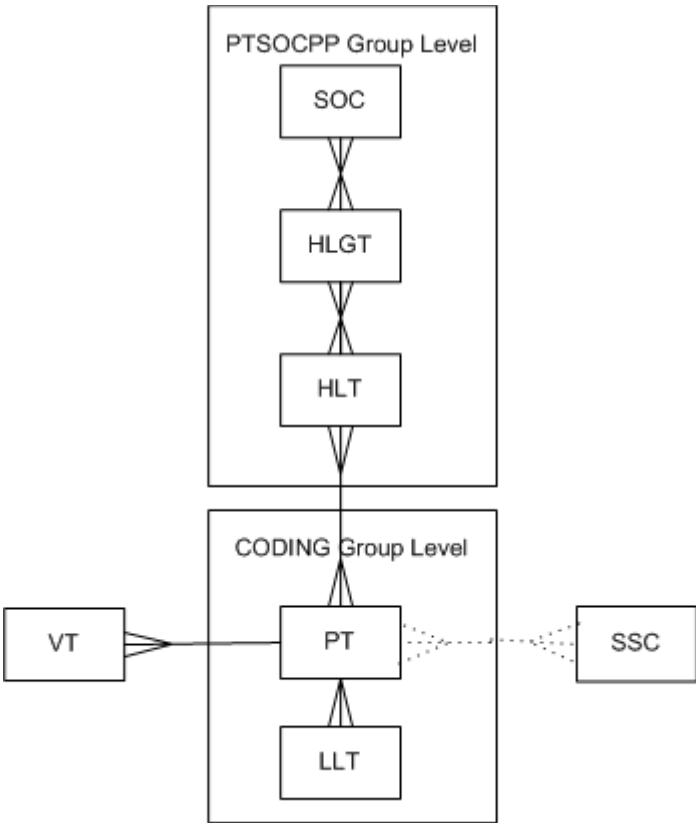 PTSOCPP Group Level
SOC
HLGT
HLT
CODING Group Level
VT
PT
SSC
LLT